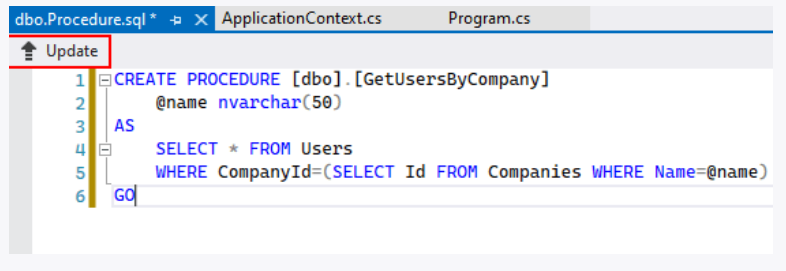 dbo.Procedure.sql* ApplicationContext.cs Program.cs
Update
1 CREATE PROCEDURE [dbo].[GetUsersByCompany]
2 @name nvarchar(50)
3 AS
4 SELECT * FROM Users
5 WHERE CompanyId=(SELECT Id FROM Companies WHERE Name=@name)
6 GO